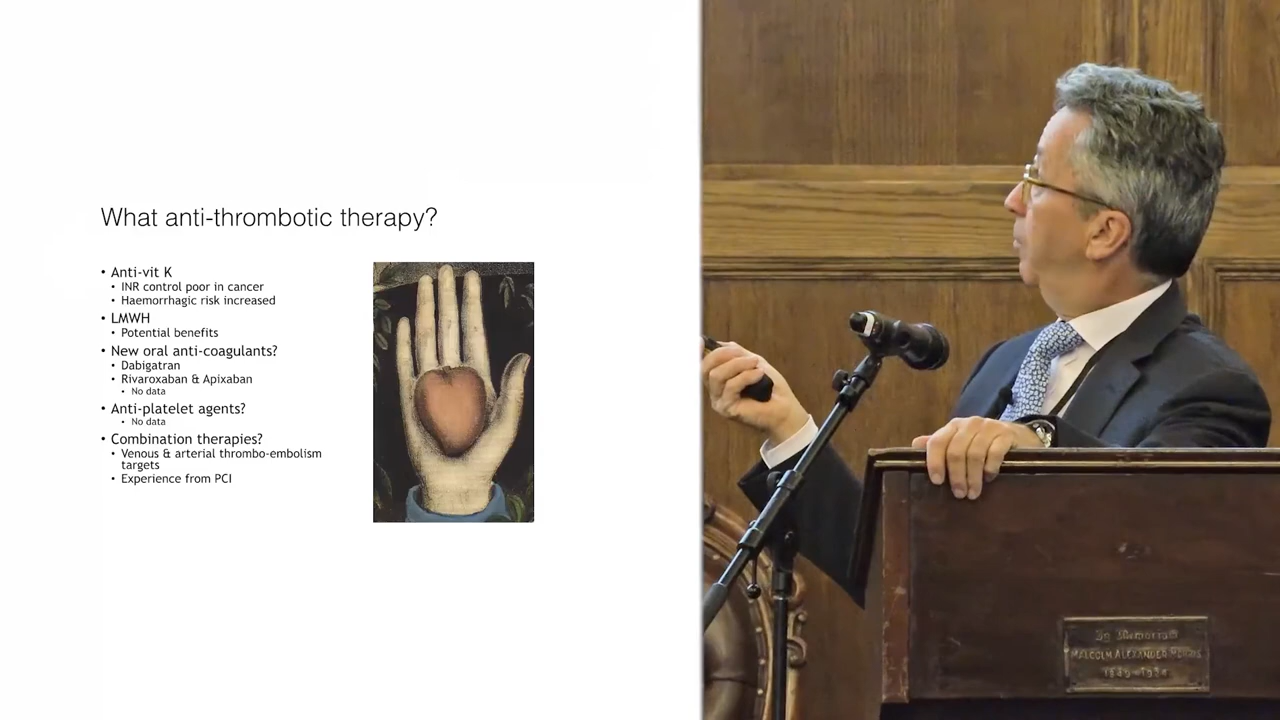 What anti-thrombotic therapy?
• Anti-vit K
• INR control poor in cancer
• Haemorrhagic risk increased
• LMWH
• Potential benefits
• New oral anti-coagulants?
• Dabigatran
• Rivaroxaban & Apixaban
• No data
• Anti-platelet agents?
• No data
• Combination therapies?
• Venous & arterial thrombo-embolism
targets
• Experience from PCI
In Memoriam
MALCOLM ALEXANDER